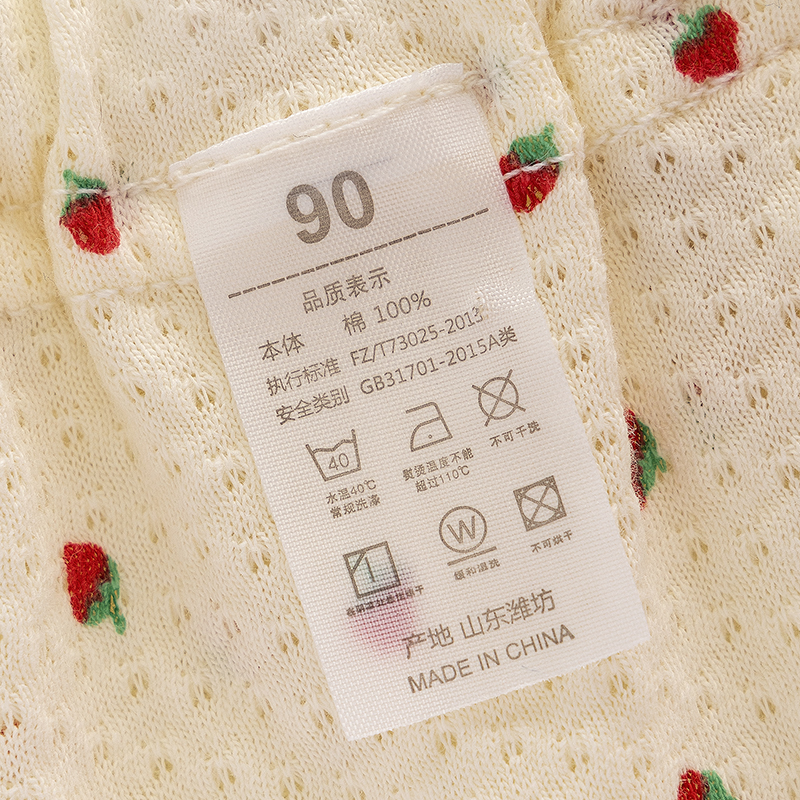 90
品质表示
本体 棉 100%
执行标准 FZ/T73025-2013
安全类别 GB31701-2015A类
40
水温40℃
常规洗涤
熨烫温度不能
超过110℃
不可干洗
W
缓和湿洗
不可烘干
产地 山东潍坊
MADE IN CHINA